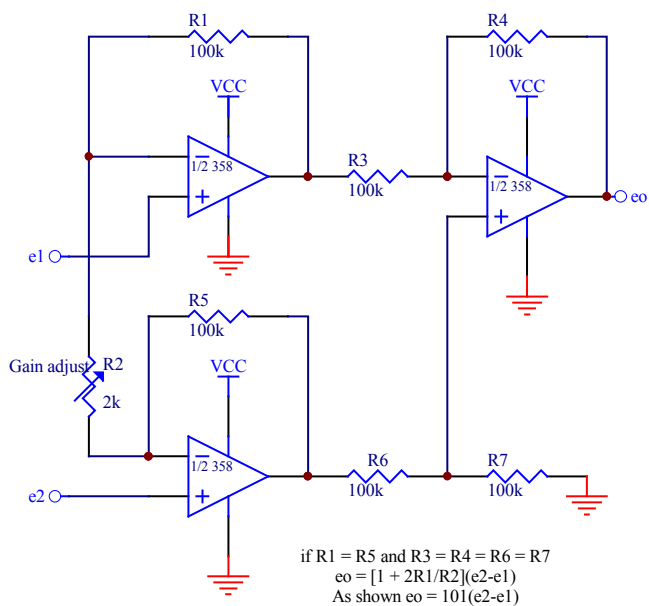 R1
100k
R4
100k
VCC
VCC
1/2 358
R3
100k
1/2 358
eo
e1
R5
100k
Gain adjust
R2
2k
VCC
1/2 358
R6
100k
R7
100k
e2
if R1 = R5 and R3 = R4 = R6 = R7
eo = [1 + 2R1/R2](e2-e1)
As shown eo = 101(e2-e1)